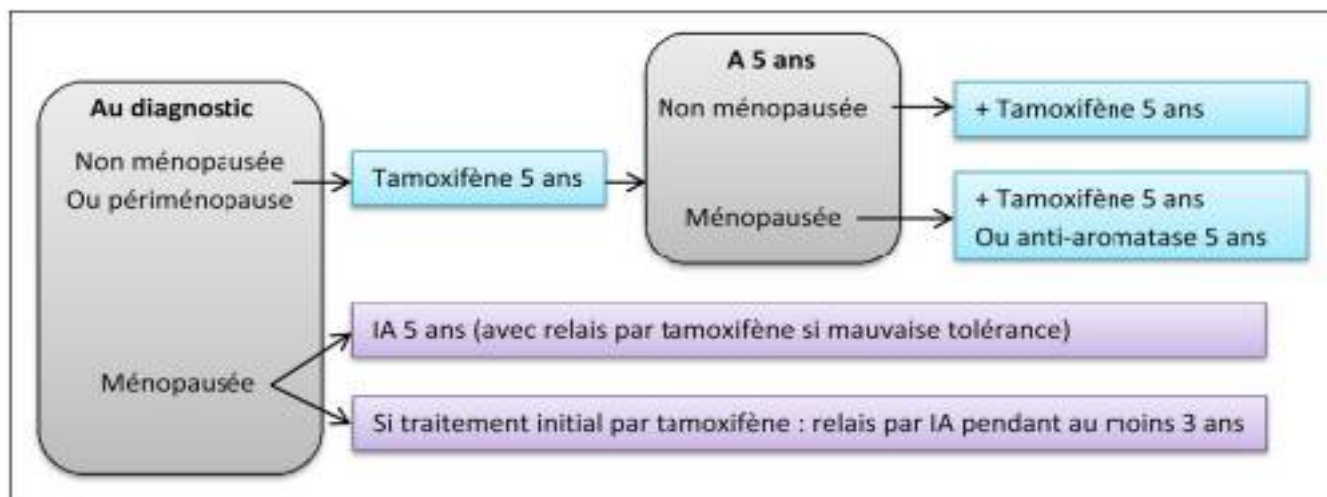 Au diagnostic
Non ménopausée
Ou périménopause
Tamoxifène 5 ans
A 5 ans
Non ménopausée
+ Tamoxifène 5 ans
Ménopausée
+ Tamoxifène 5 ans
Ou anti-aromatase 5 ans
Ménopausée
IA 5 ans (avec relais par tamoxifène si mauvaise tolérance)
Si traitement initial par tamoxifène : relais par IA pendant au moins 3 ans